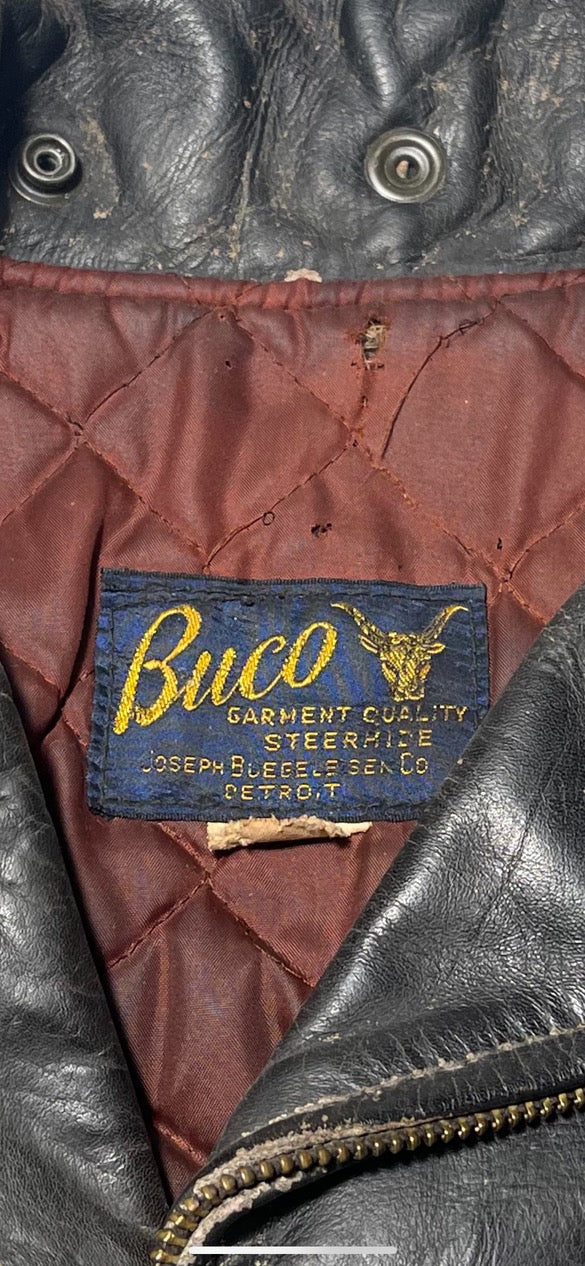 Buco
GARMENT QUALITY
STEERHIDE
JOSEPH BUEGELEISEN CO
DETROIT